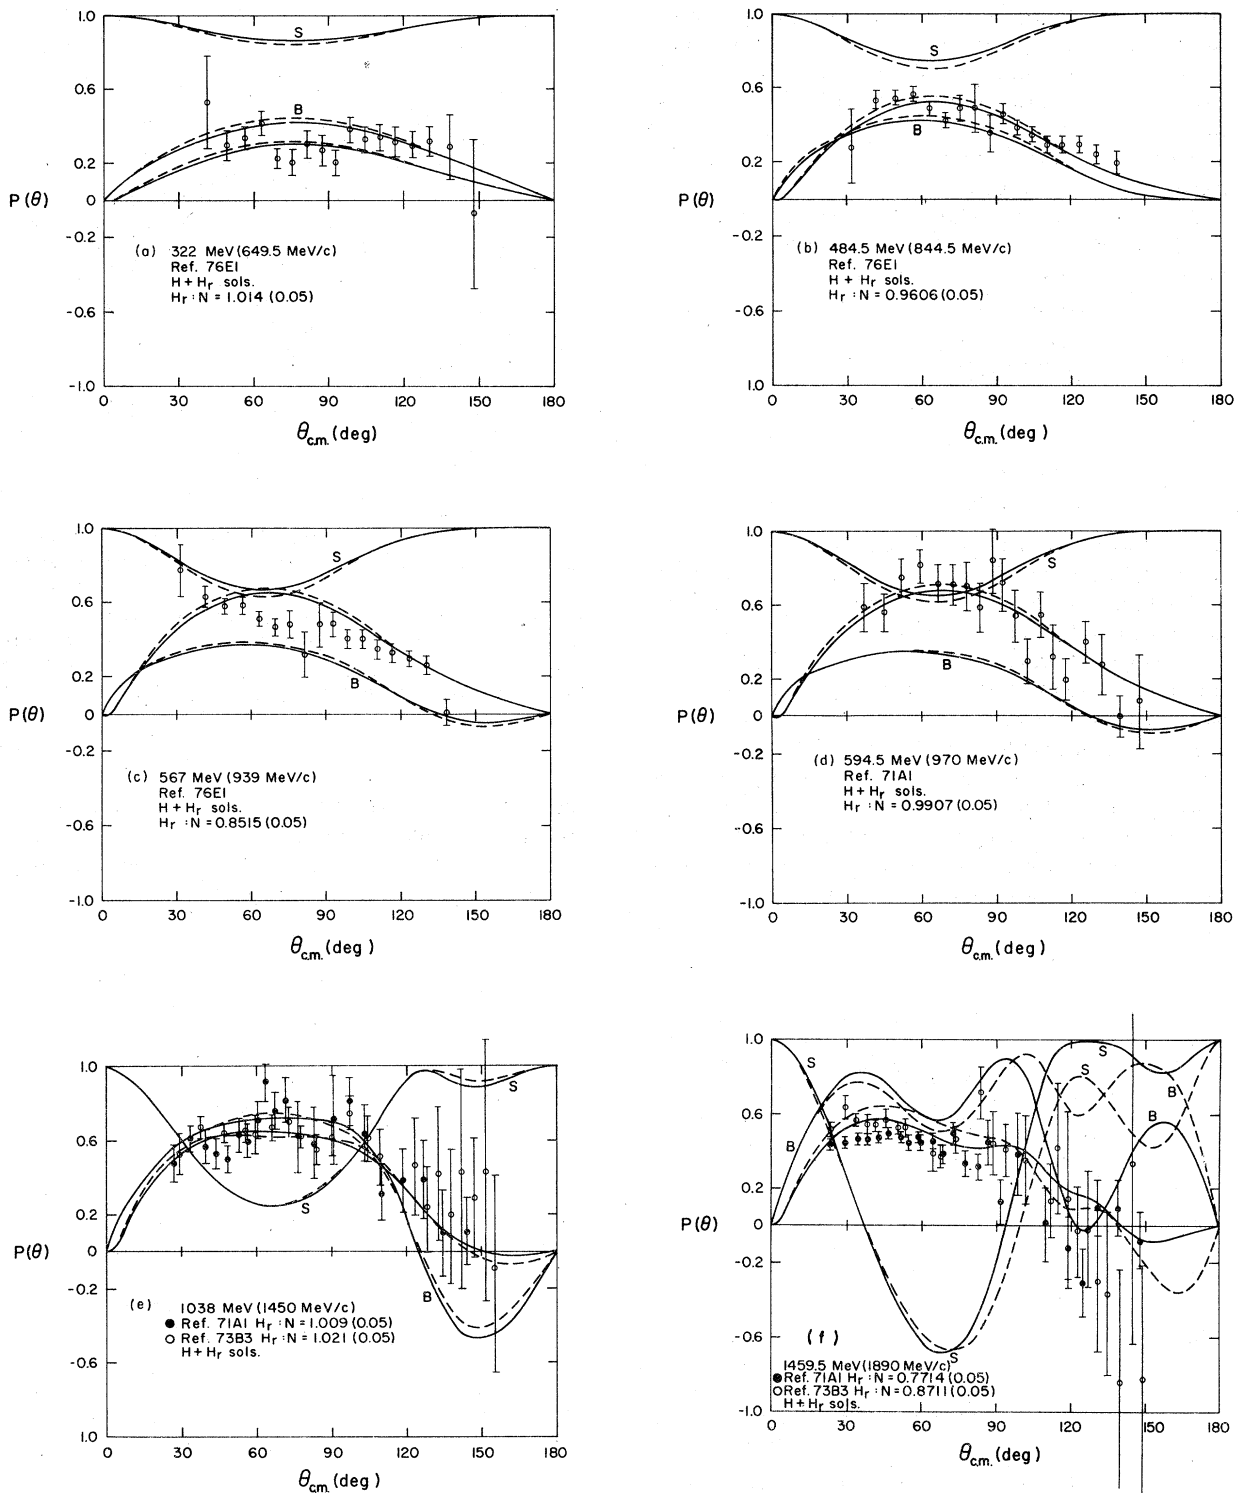 1.0
0.6
0.2
0
-0.2
-0.6
-1.0
P(θ)
S
B
(a) 322 MeV (649.5 MeV/c)
Ref. 76E1
H + Hr sols.
Hr : N = 1.014 (0.05)
0 30 60 90 120 150 180
θc.m. (deg)
1.0
0.6
0.2
0
-0.2
-0.6
1.0
P(θ)
S
B
(b) 484.5 MeV (844.5 MeV/c)
Ref. 76E1
H + Hr sols.
Hr : N = 0.9606 (0.05)
0 30 60 90 120 150 180
θc.m. (deg)
1.0
0.6
0.2
0
-0.2
-0.6
-1.0
P(θ)
S
B
(c) 567 MeV (939 MeV/c)
Ref. 76E1
H + Hr sols.
Hr : N = 0.8515 (0.05)
0 30 60 90 120 150 180
θc.m. (deg)
1.0
0.6
0.2
0
-0.2
-0.6
-1.0
P(θ)
S
B
(d) 594.5 MeV (970 MeV/c)
Ref. 71A1
H + Hr sols.
Hr : N = 0.9907 (0.05)
0 30 60 90 120 150 180
θc.m. (deg)
1.0
0.6
0.2
0
-0.2
-0.6
1.0
P(θ)
S
S
B
(e) 1038 MeV (1450 MeV/c)
Ref. 71A1 Hr : N = 1.009 (0.05)
Ref. 73B3 Hr : N = 1.021 (0.05)
H + Hr sols.
0 30 60 90 120 150 180
θc.m. (deg)
1.0
0.6
0.2
0
-0.2
-0.6
-1.0
P(θ)
S
S
S
B
B
B
S
(f)
1459.5 MeV (1890 MeV/c)
Ref. 71A1 Hr : N = 0.7714 (0.05)
Ref. 73B3 Hr : N = 0.8711 (0.05)
H + Hr sols.
0 30 60 90 120 150 180
θc.m. (deg)